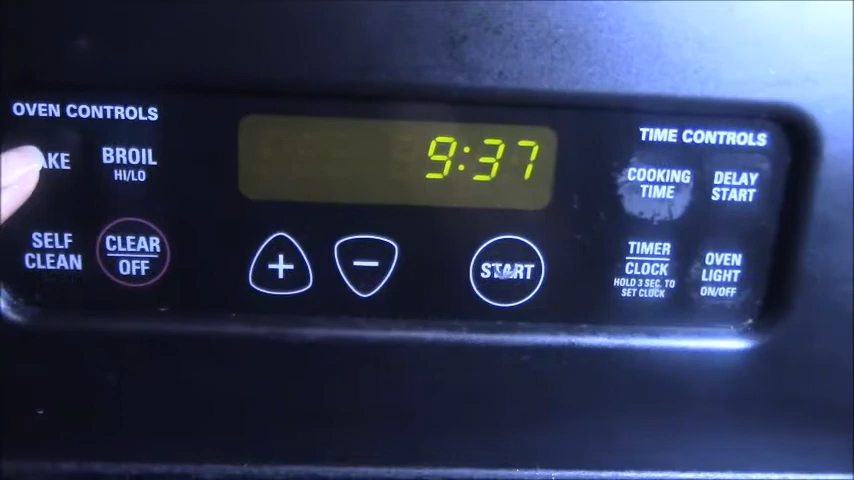 OVEN CONTROLS
AKE
BROIL
HI/LO
SELF
CLEAN
CLEAR
OFF
9:37
+
−
START
TIME CONTROLS
COOKING
TIME
DELAY
START
TIMER
CLOCK
HOLD 3 SEC. TO
SET CLOCK
OVEN
LIGHT
ON/OFF